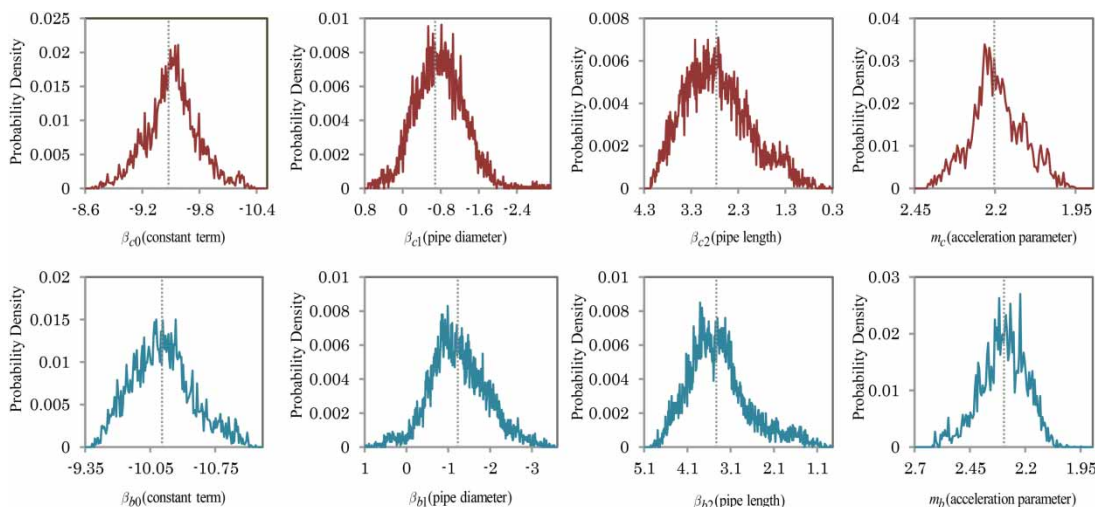 Probability Density
0.025
0.02
0.015
0.01
0.005
0
-8.6 -9.2 -9.8 -10.4
βc0(constant term)
Probability Density
0.01
0.008
0.006
0.004
0.002
0
0.8 0 -0.8 -1.6 -2.4
βc1(pipe diameter)
Probability Density
0.008
0.006
0.004
0.002
0
4.3 3.3 2.3 1.3 0.3
βc2(pipe length)
Probability Density
0.04
0.03
0.02
0.01
0
2.45 2.2 1.95
mc(acceleration parameter)
Probability Density
0.02
0.015
0.01
0.005
0
-9.35 -10.05 -10.75
βb0(constant term)
Probability Density
0.01
0.008
0.006
0.004
0.002
0
1 0 -1 -2 -3
βb1(pipe diameter)
Probability Density
0.01
0.008
0.006
0.004
0.002
0
5.1 4.1 3.1 2.1 1.1
βb2(pipe length)
Probability Density
0.03
0.02
0.01
0
2.7 2.45 2.2 1.95
mb(acceleration parameter)